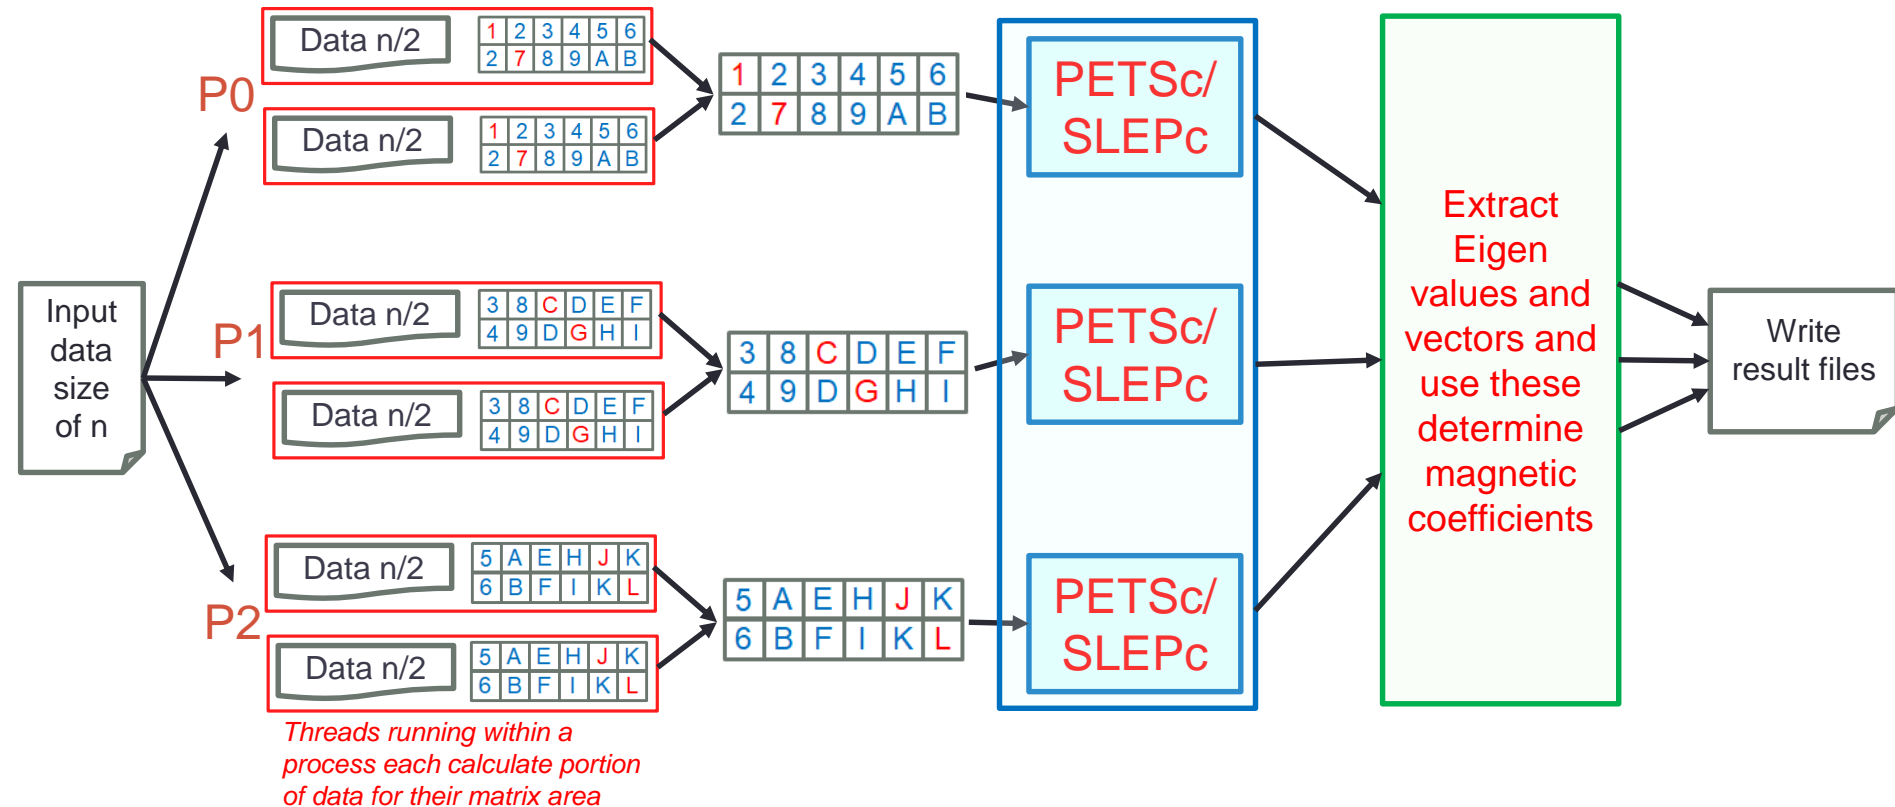 Data n/2
1 2 3 4 5 6
2 7 8 9 A B
P0
Data n/2
1 2 3 4 5 6
2 7 8 9 A B
1 2 3 4 5 6
2 7 8 9 A B
PETSc/
SLEPc
Input
data
size
of n
Data n/2
3 8 C D E F
4 9 D G H I
P1
Data n/2
3 8 C D E F
4 9 D G H I
3 8 C D E F
4 9 D G H I
PETSc/
SLEPc
Data n/2
5 A E H J K
6 B F I K L
P2
Data n/2
5 A E H J K
6 B F I K L
5 A E H J K
6 B F I K L
PETSc/
SLEPc
Threads running within a
process each calculate portion
of data for their matrix area
Extract
Eigen
values and
vectors and
use these
determine
magnetic
coefficients
Write
result files